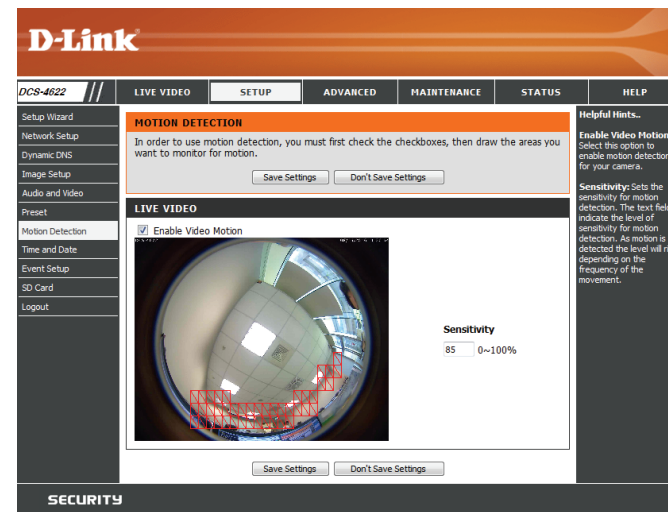 D-Link
DCS-4622
LIVE VIDEO
SETUP
ADVANCED
MAINTENANCE
STATUS
HELP
Setup Wizard
Network Setup
Dynamic DNS
Image Setup
Audio and Video
Preset
Motion Detection
Time and Date
Event Setup
SD Card
Logout
MOTION DETECTION
In order to use motion detection, you must first check the checkboxes, then draw the areas you
want to monitor for motion.
Save Settings
Don't Save Settings
LIVE VIDEO
Enable Video Motion
Sensitivity
85 0~100%
Save Settings
Don't Save Settings
Helpful Hints..
Enable Video Motion
Select this option to
enable motion detection
for your camera.
Sensitivity: Sets the
sensitivity for motion
detection. The text field
indicate the level of
sensitivity for motion
detection. As motion is
detected the level will
depending on the
frequency of the
movement.
SECURITY